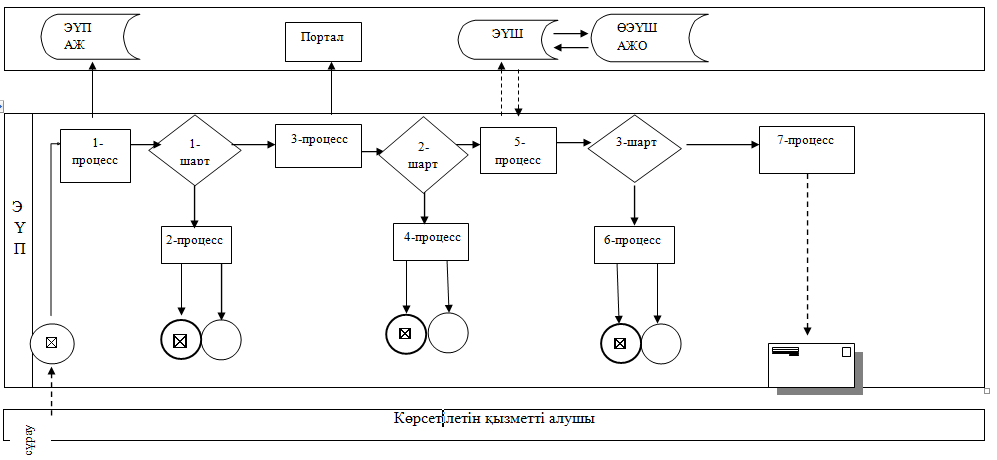 ЭҮП
АЖ
Портал
ЭҮШ
ӨЭҮШ
АЖО
1-
процесс
1-
шарт
3-процесс
2-
шарт
5-
процесс
3-шарт
7-процесс
Э
Ү
П
2-процесс
4-процесс
6-процесс
Көрсетілетін қызметті алушы
сұрау